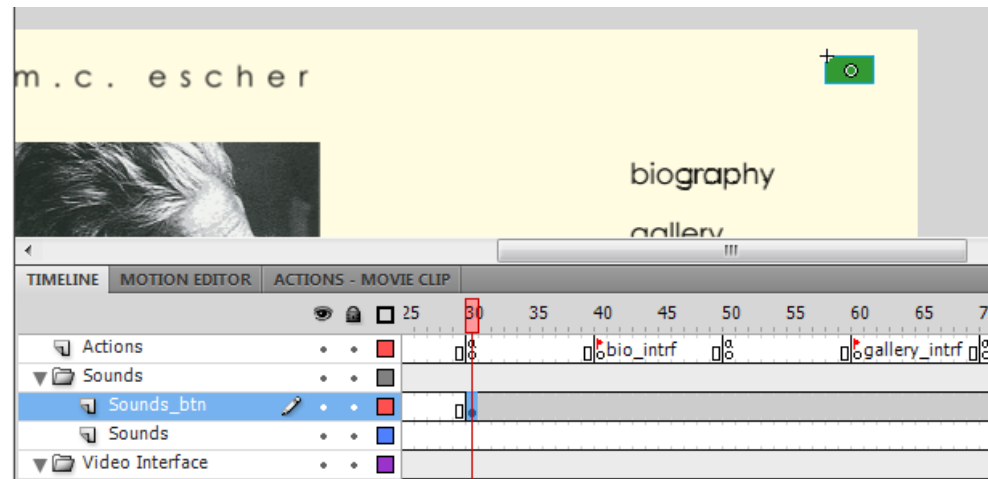 m.c. escher
biography
gallery
TIMELINE MOTION EDITOR ACTIONS - MOVIE CLIP
25 30 35 40 45 50 55 60 65 7
Actions bio_intrf gallery_intrf
Sounds
Sounds_btn
Sounds
Video Interface